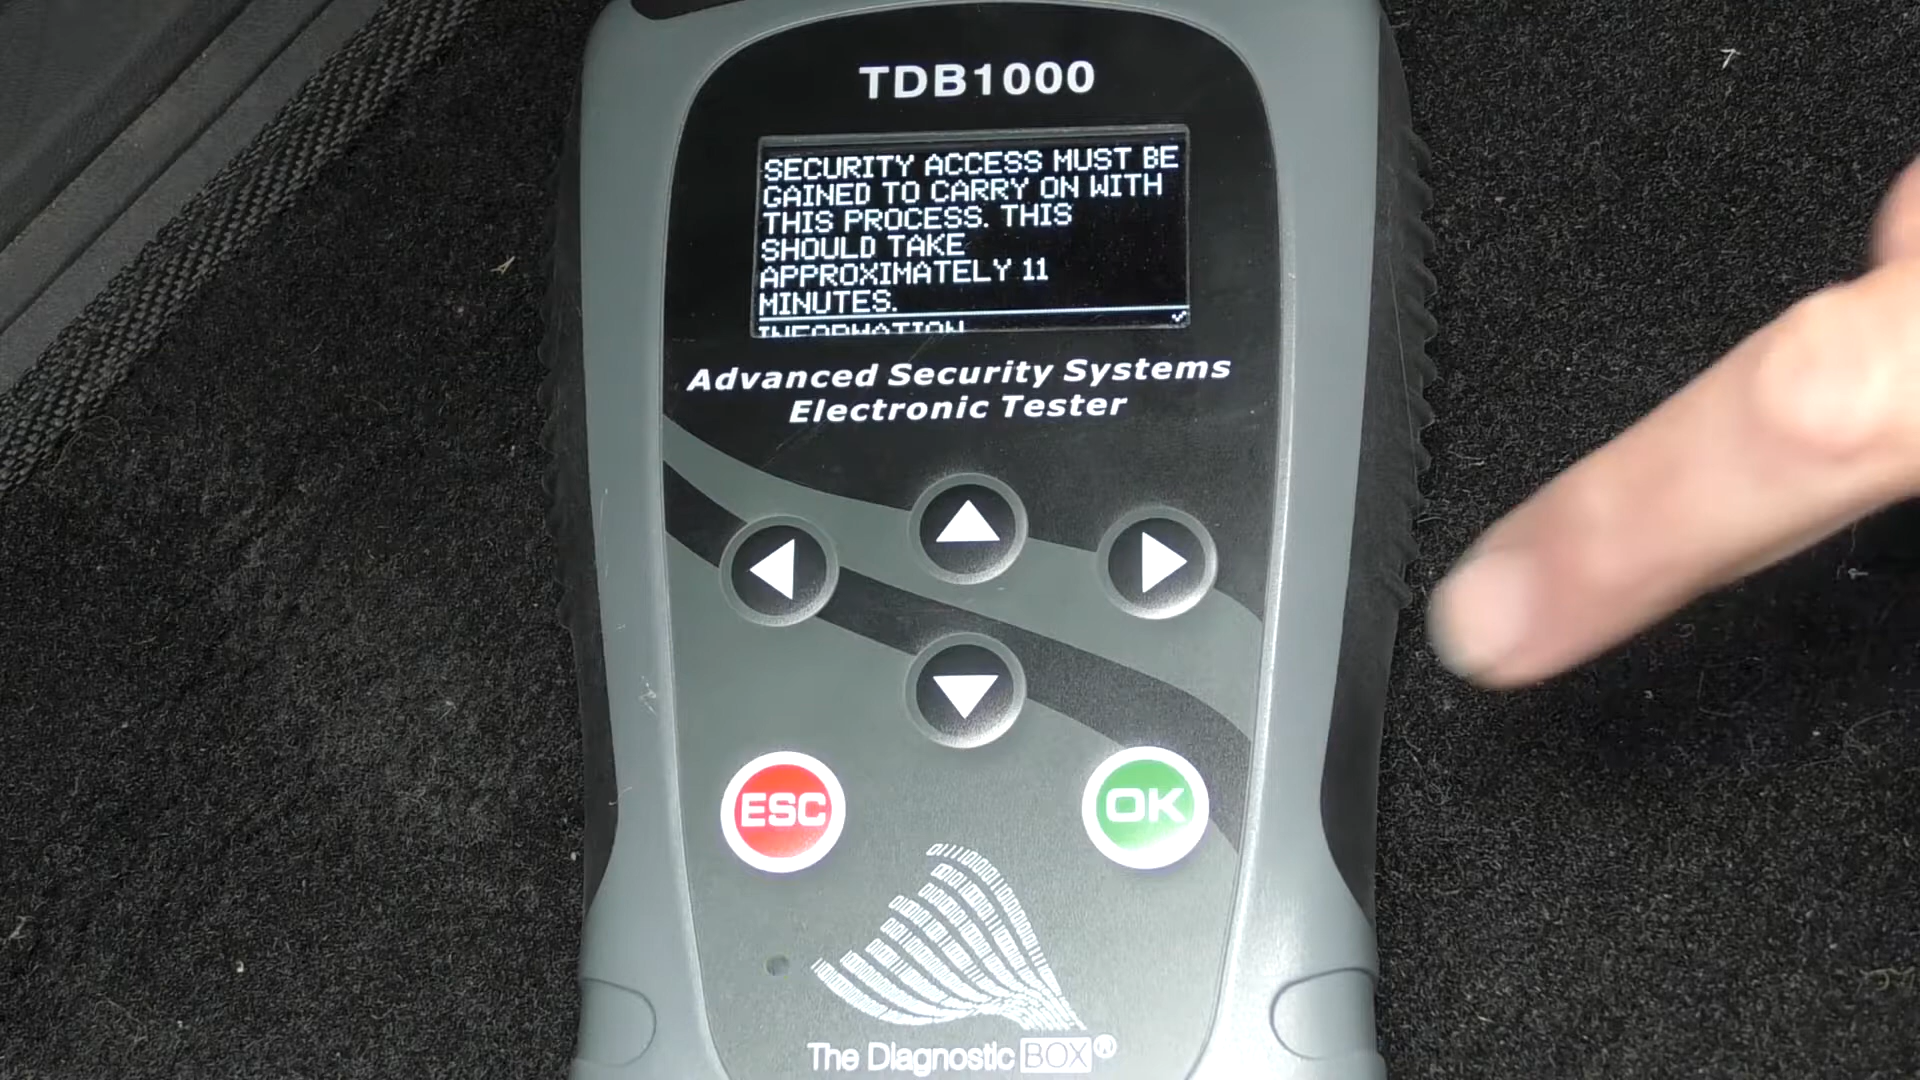 TDB1000
SECURITY ACCESS MUST BE
GAINED TO CARRY ON WITH
THIS PROCESS. THIS
SHOULD TAKE
APPROXIMATELY 11
MINUTES.
INFORMATION
Advanced Security Systems
Electronic Tester
ESC
OK
The Diagnostic BOX®